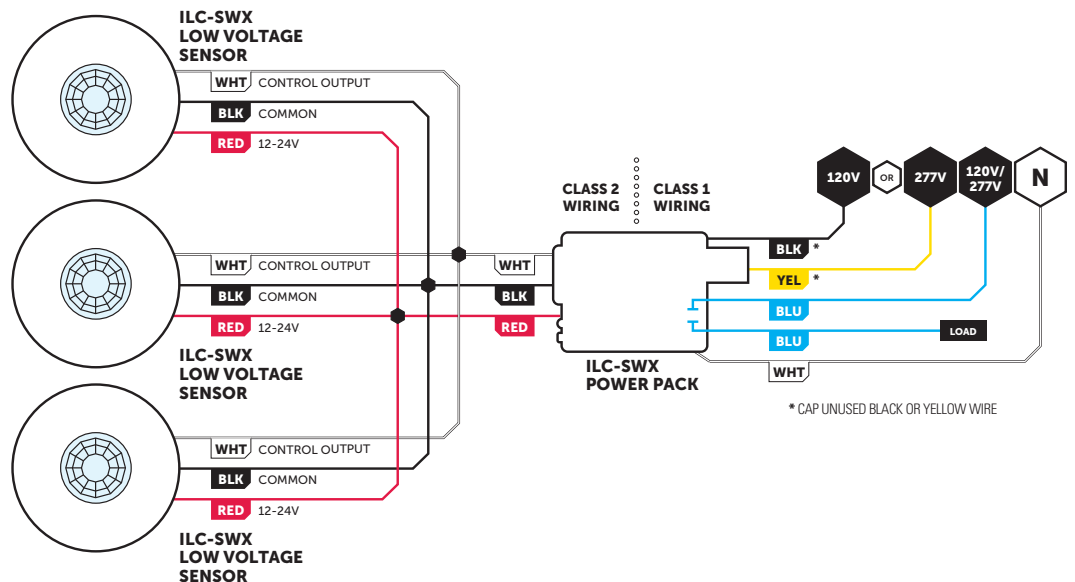 ILC-SWX
LOW VOLTAGE
SENSOR
WHT CONTROL OUTPUT
BLK COMMON
RED 12-24V
WHT CONTROL OUTPUT
BLK COMMON
RED 12-24V
ILC-SWX
LOW VOLTAGE
SENSOR
WHT CONTROL OUTPUT
BLK COMMON
RED 12-24V
ILC-SWX
LOW VOLTAGE
SENSOR
WHT
BLK
RED
CLASS 2
WIRING
CLASS 1
WIRING
ILC-SWX
POWER PACK
120V
OR
277V
120V/
277V
N
BLK *
YEL *
BLU
BLU
LOAD
WHT
* CAP UNUSED BLACK OR YELLOW WIRE